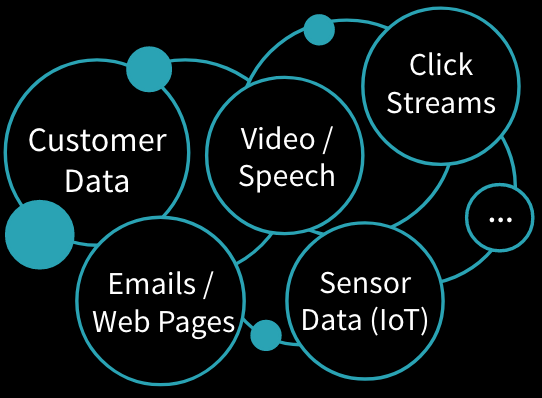 Customer
Data
Video /
Speech
Click
Streams
...
Emails /
Web Pages
Sensor
Data (IoT)